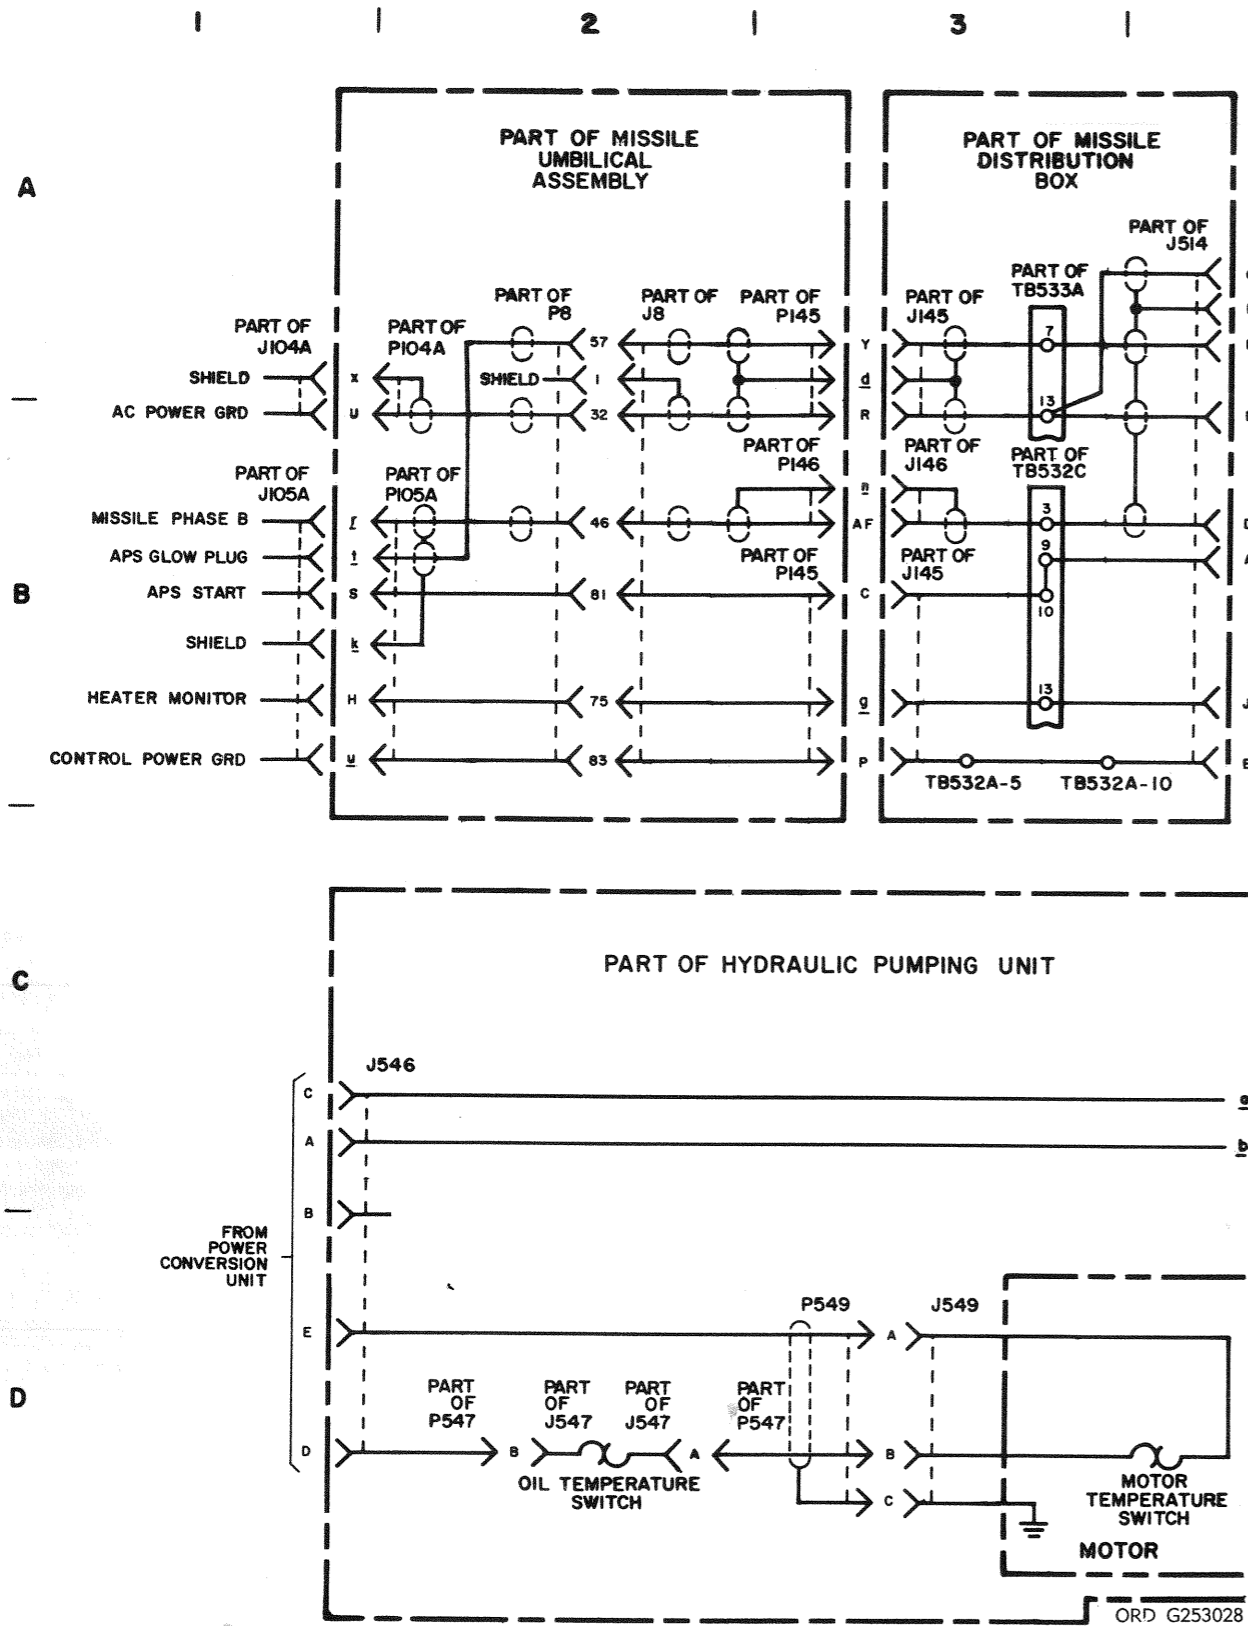 1 | 2 | 3 |
A
PART OF MISSILE
UMBILICAL
ASSEMBLY
PART OF MISSILE
DISTRIBUTION
BOX
PART OF
J514
PART OF
TB533A
PART OF
P8
PART OF
J8
PART OF
P145
PART OF
J145
PART OF
J104A
PART OF
P104A
57
Y
7
SHIELD
x
SHIELD
1
d
AC POWER GRD
U
32
R
13
PART OF
P146
PART OF
J146
PART OF
TB532C
PART OF
J105A
PART OF
P105A
n
MISSILE PHASE B
r
46
AF
3
APS GLOW PLUG
t
PART OF
P145
PART OF
J145
9
B
APS START
S
81
C
10
SHIELD
k
HEATER MONITOR
H
75
g
13
J
CONTROL POWER GRD
u
83
P
TB532A-5
TB532A-10
C
PART OF HYDRAULIC PUMPING UNIT
J546
C
a
A
b
B
FROM
POWER
CONVERSION
UNIT
P549
J549
E
A
D
PART
OF
P547
PART
OF
J547
PART
OF
J547
PART
OF
P547
D
B
A
B
OIL TEMPERATURE
SWITCH
C
MOTOR
TEMPERATURE
SWITCH
MOTOR
ORD G253028